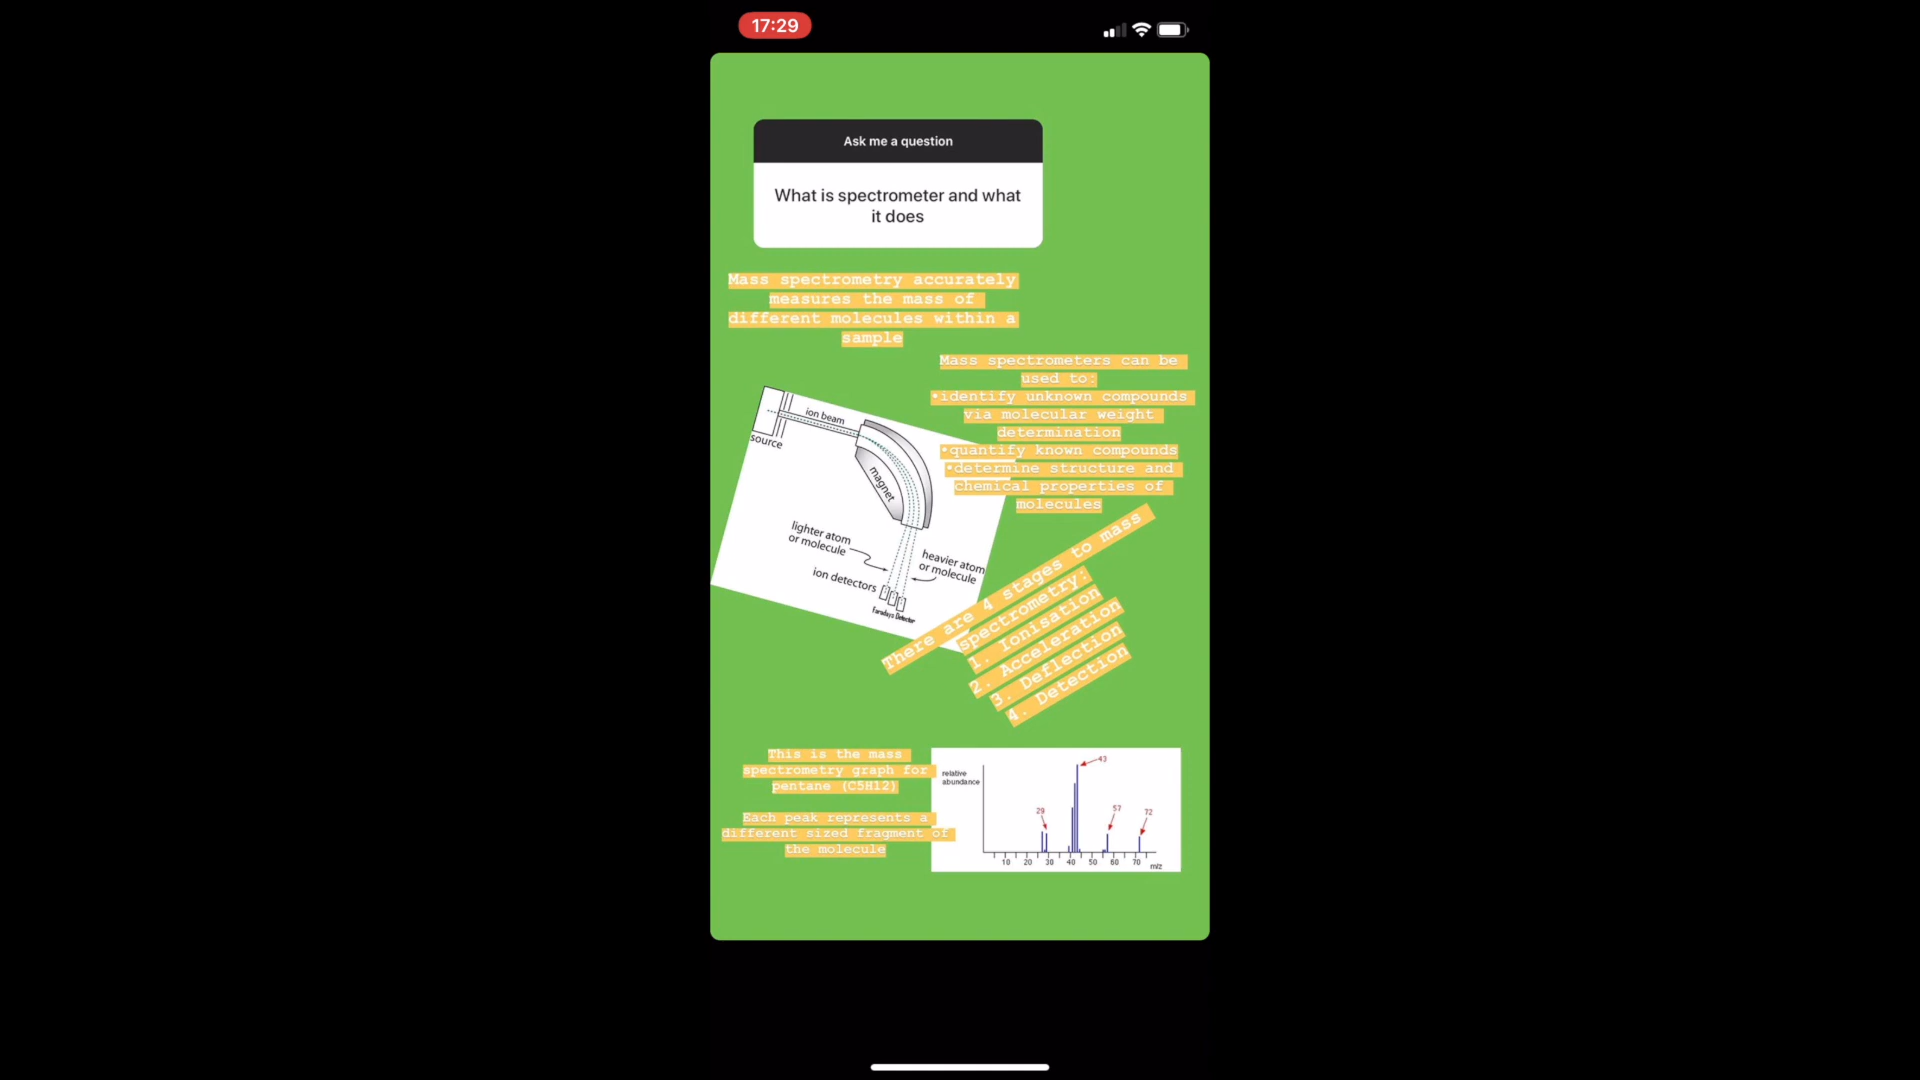 17:29
Ask me a question
What is spectrometer and what
it does
Mass spectrometry accurately
measures the mass of
different molecules within a
sample
Mass spectrometers can be
used to:
•identify unknown compounds
via molecular weight
determination
•quantify known compounds
•determine structure and
chemical properties of
molecules
ion beam
source
magnet
lighter atom
or molecule
heavier atom
or molecule
ion detectors
Faradays Detector
There are 4 stages to mass
spectrometry:
1. Ionisation
2. Acceleration
3. Deflection
4. Detection
This is the mass
spectrometry graph for
pentane (C5H12)
Each peak represents a
different sized fragment of
the molecule
relative
abundance
43
29
57
72
10 20 30 40 50 60 70
m/z